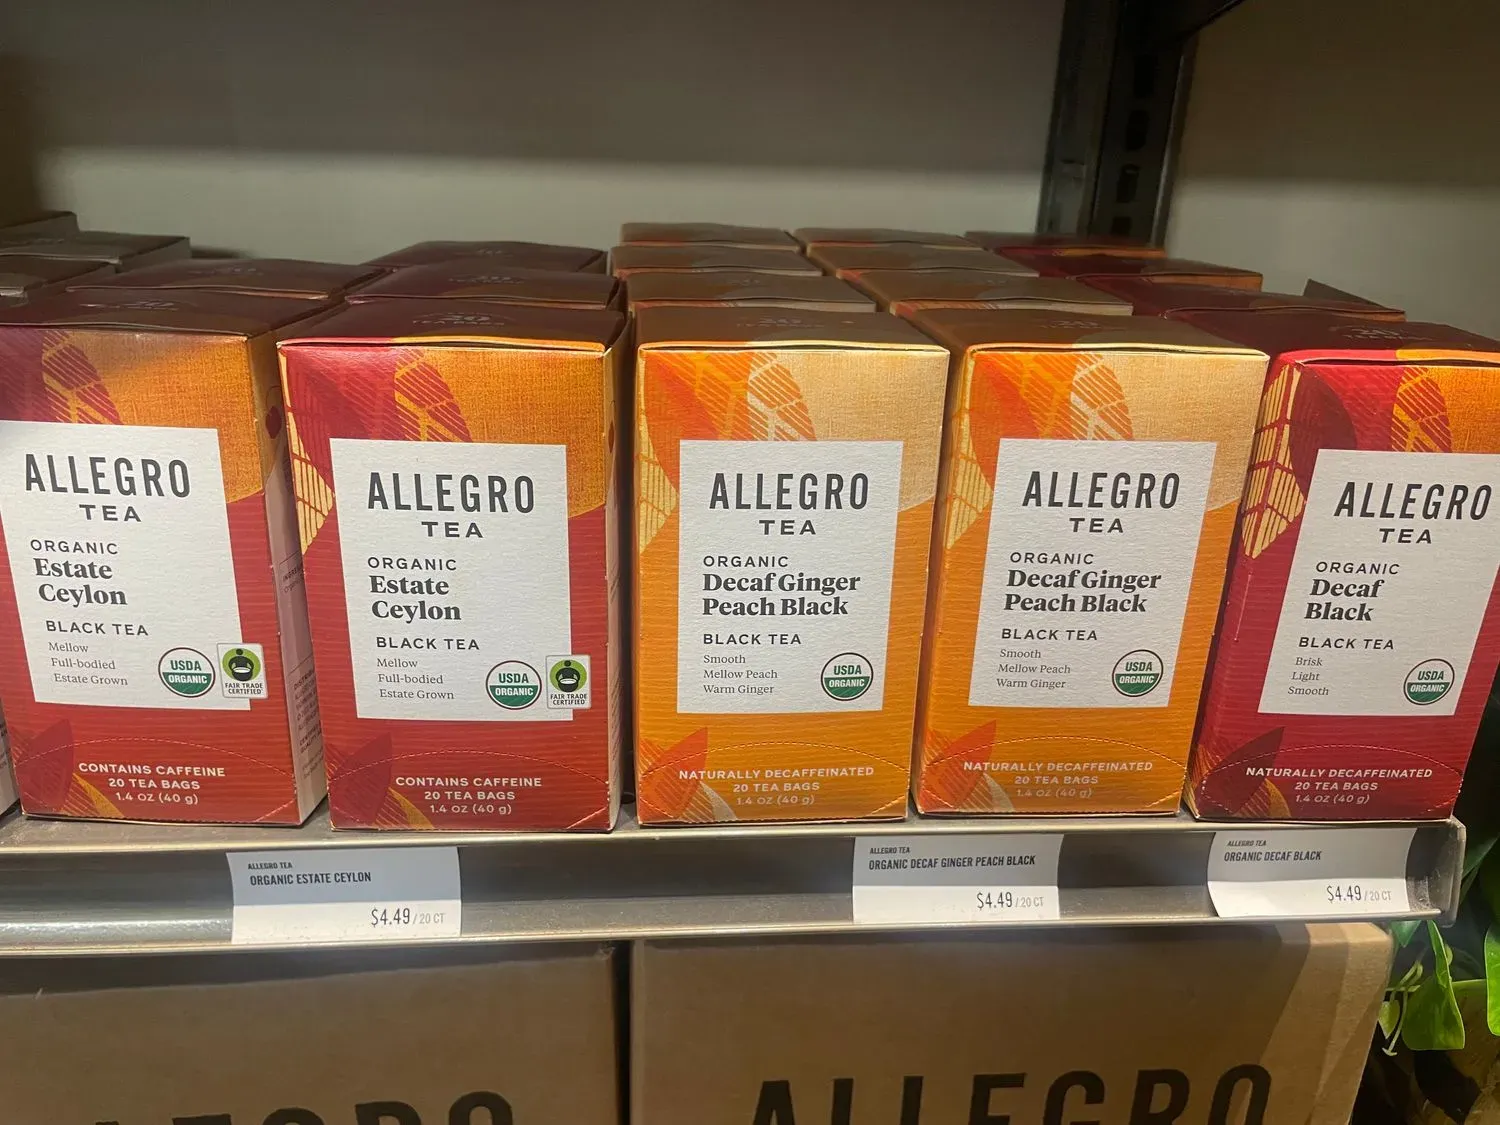 ALLEGRO
TEA
ORGANIC
Estate
Ceylon
BLACK TEA
Mellow
Full-bodied
Estate Grown
USDA
ORGANIC
FAIR TRADE
CERTIFIED
CONTAINS CAFFEINE
20 TEA BAGS
1.4 OZ (40 g)
ALLEGRO
TEA
ORGANIC
Estate
Ceylon
BLACK TEA
Mellow
Full-bodied
Estate Grown
USDA
ORGANIC
FAIR TRADE
CERTIFIED
CONTAINS CAFFEINE
20 TEA BAGS
1.4 OZ (40 g)
ALLEGRO
TEA
ORGANIC
Decaf Ginger
Peach Black
BLACK TEA
Smooth
Mellow Peach
Warm Ginger
USDA
ORGANIC
NATURALLY DECAFFEINATED
20 TEA BAGS
1.4 OZ (40 g)
ALLEGRO
TEA
ORGANIC
Decaf Ginger
Peach Black
BLACK TEA
Smooth
Mellow Peach
Warm Ginger
USDA
ORGANIC
NATURALLY DECAFFEINATED
20 TEA BAGS
1.4 OZ (40 g)
ALLEGRO
TEA
ORGANIC
Decaf
Black
BLACK TEA
Brisk
Light
Smooth
USDA
ORGANIC
NATURALLY DECAFFEINATED
20 TEA BAGS
1.4 OZ (40 g)
ALLEGRO TEA
ORGANIC ESTATE CEYLON
$4.49/20 CT
ALLEGRO TEA
ORGANIC DECAF GINGER PEACH BLACK
$4.49/20 CT
ALLEGRO TEA
ORGANIC DECAF BLACK
$4.49/20 CT
ALLEGRO